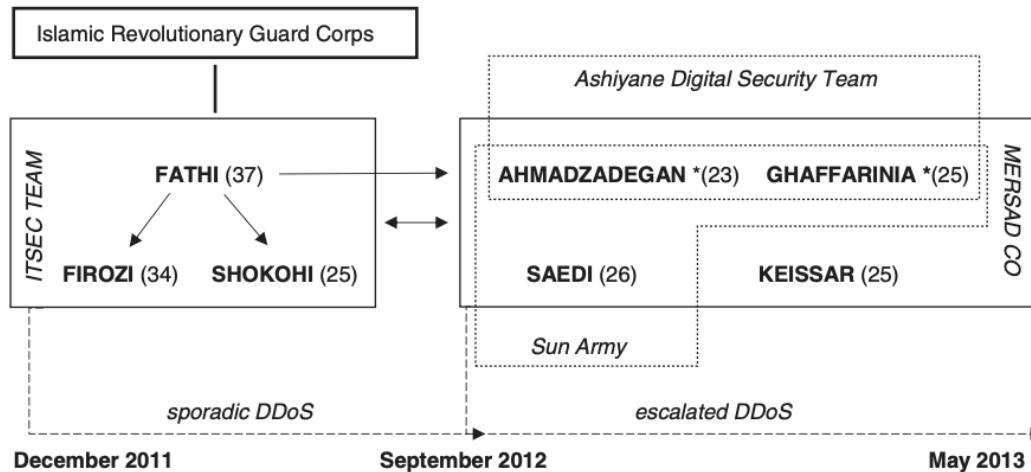 Islamic Revolutionary Guard Corps
Ashiyane Digital Security Team
ITSEC TEAM
FATHI (37)
FIROZI (34) SHOKOHI (25)
AHMADZADEGAN *(23) GHAFFARINIA *(25)
SAEDI (26) KEISSAR (25)
MERSAD CO
Sun Army
sporadic DDoS escalated DDoS
December 2011 September 2012 May 2013